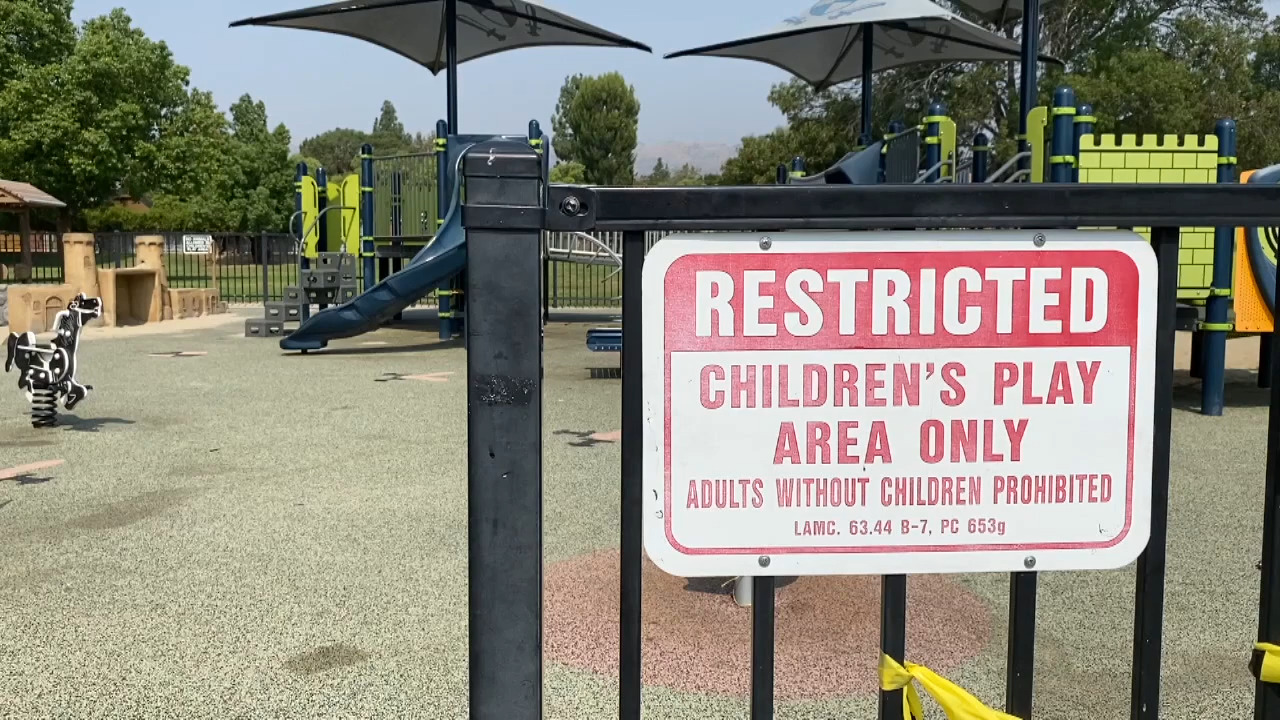 RESTRICTED
CHILDREN'S PLAY
AREA ONLY
ADULTS WITHOUT CHILDREN PROHIBITED
LAMC. 63.44 B-7, PC 653g